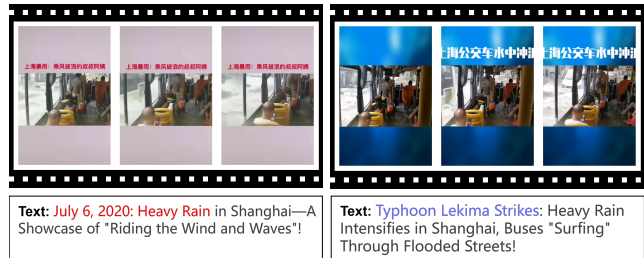 上海暴雨：乘风破浪的叔叔阿姨
上海暴雨：乘风破浪的叔叔阿姨
上海暴雨：乘风破浪的叔叔阿姨
上海公交车水中冲浪
上海公交车水中冲浪
上海公交车水中冲浪
Text: July 6, 2020: Heavy Rain in Shanghai—A
Showcase of "Riding the Wind and Waves"!
Text: Typhoon Lekima Strikes: Heavy Rain
Intensifies in Shanghai, Buses "Surfing"
Through Flooded Streets!